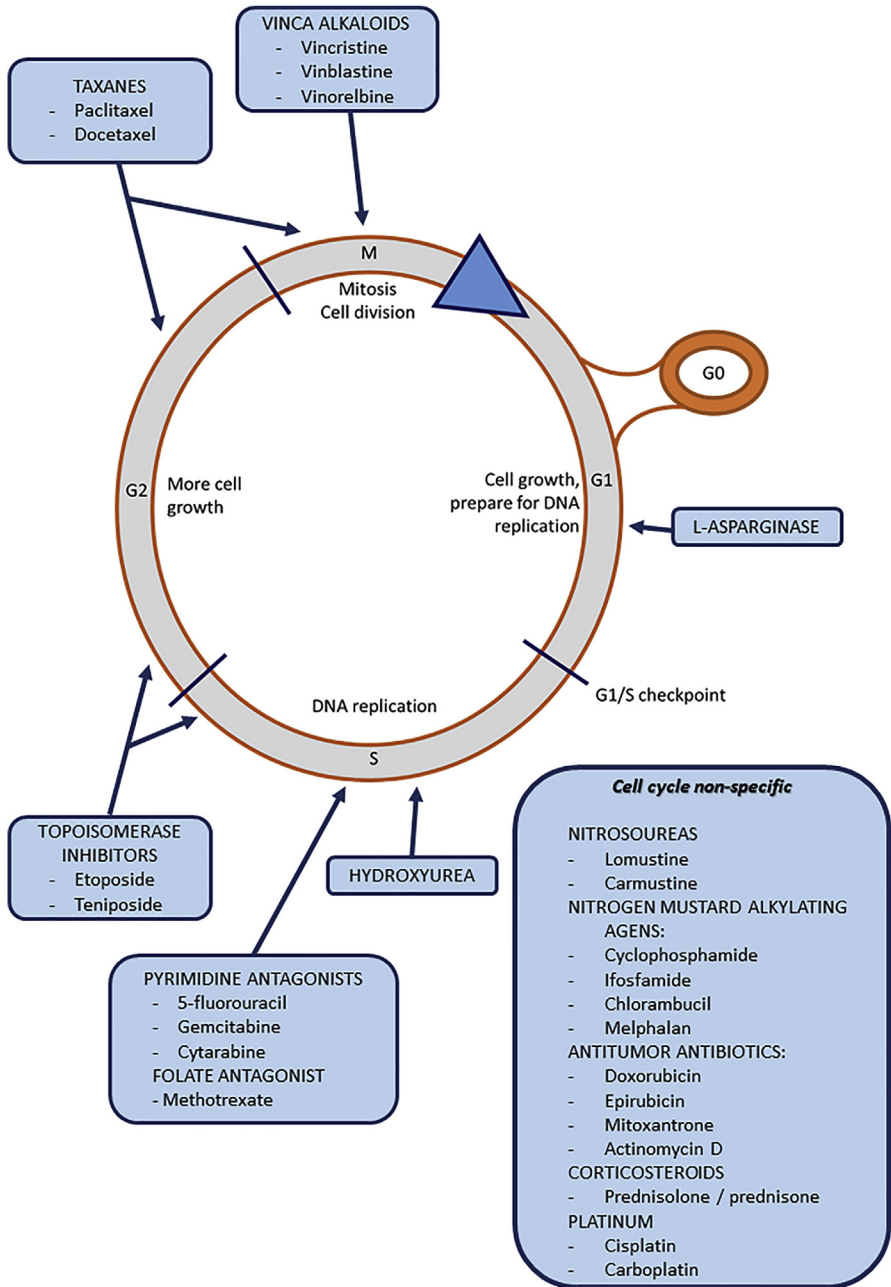 VINCA ALKALOIDS
- Vincristine
- Vinblastine
- Vinorelbine
TAXANES
- Paclitaxel
- Docetaxel
M
Mitosis
Cell division
G0
G2
More cell
growth
Cell growth,
prepare for DNA
replication
G1
L-ASPARGINASE
G1/S checkpoint
DNA replication
S
TOPOISOMERASE
INHIBITORS
- Etoposide
- Teniposide
HYDROXYUREA
PYRIMIDINE ANTAGONISTS
- 5-fluorouracil
- Gemcitabine
- Cytarabine
FOLATE ANTAGONIST
- Methotrexate
Cell cycle non-specific
NITROSOUREAS
- Lomustine
- Carmustine
NITROGEN MUSTARD ALKYLATING
AGENS:
- Cyclophosphamide
- Ifosfamide
- Chlorambucil
- Melphalan
ANTITUMOR ANTIBIOTICS:
- Doxorubicin
- Epirubicin
- Mitoxantrone
- Actinomycin D
CORTICOSTEROIDS
- Prednisolone / prednisone
PLATINUM
- Cisplatin
- Carboplatin